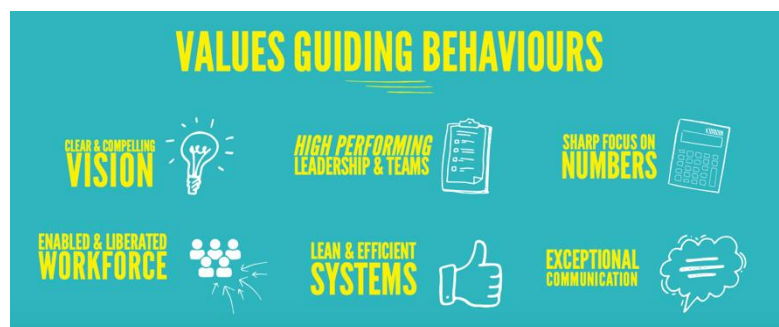 VALUES GUIDING BEHAVIOURS
CLEAR & COMPELLING
VISION
HIGH PERFORMING
LEADERSHIP & TEAMS
SHARP FOCUS ON
NUMBERS
ENABLED & LIBERATED
WORKFORCE
LEAN & EFFICIENT
SYSTEMS
EXCEPTIONAL
COMMUNICATION